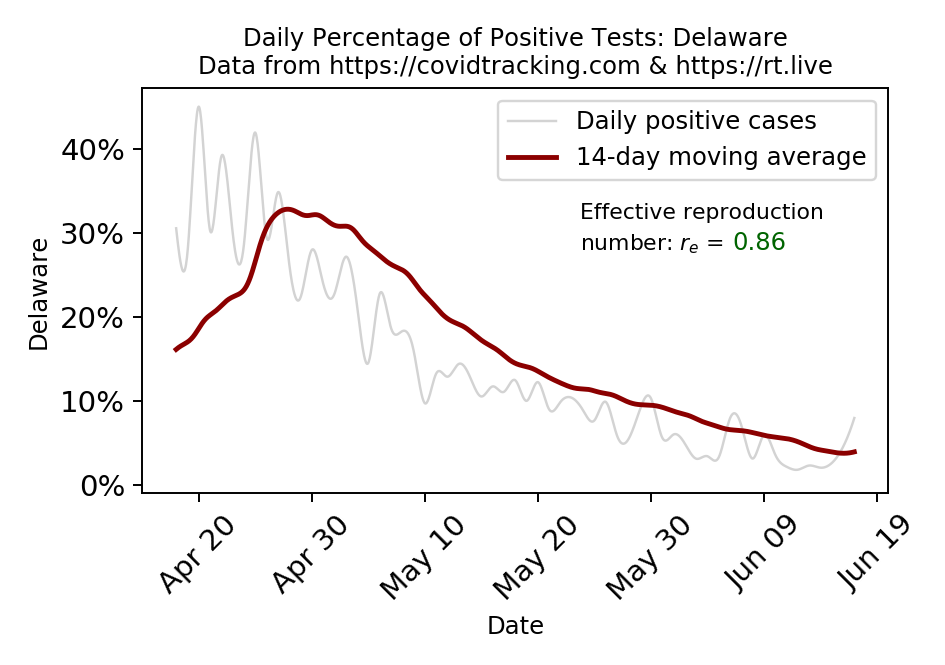 Daily Percentage of Positive Tests: Delaware
Data from https://covidtracking.com & https://rt.live
Daily positive cases
14-day moving average
Effective reproduction
number: rₑ = 0.86
Delaware
40%
30%
20%
10%
0%
Apr 20
Apr 30
May 10
May 20
May 30
Jun 09
Jun 19
Date